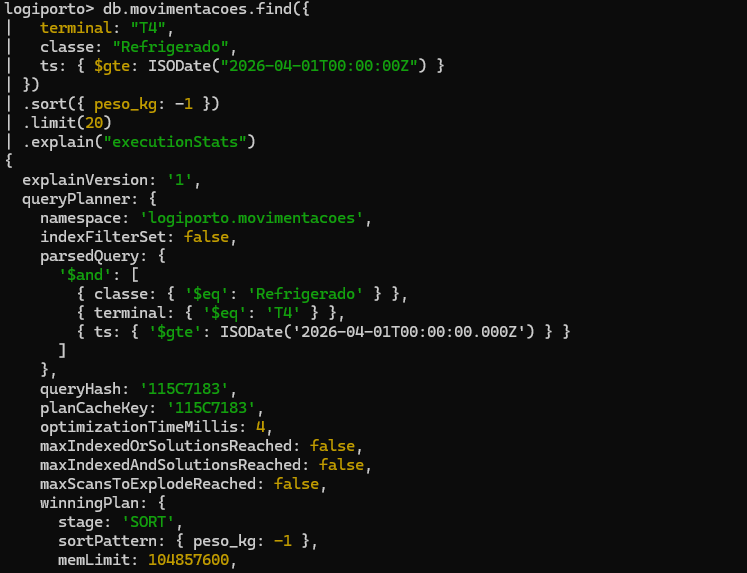 logiporto> db.movimentacoes.find({
|   terminal: "T4",
|   classe: "Refrigerado",
|   ts: { $gte: ISODate("2026-04-01T00:00:00Z") }
| })
| .sort({ peso_kg: -1 })
| .limit(20)
| .explain("executionStats")
{
  explainVersion: '1',
  queryPlanner: {
    namespace: 'logiporto.movimentacoes',
    indexFilterSet: false,
    parsedQuery: {
      '$and': [
        { classe: { '$eq': 'Refrigerado' } },
        { terminal: { '$eq': 'T4' } },
        { ts: { '$gte': ISODate('2026-04-01T00:00:00.000Z') } }
      ]
    },
    queryHash: '115C7183',
    planCacheKey: '115C7183',
    optimizationTimeMillis: 4,
    maxIndexedOrSolutionsReached: false,
    maxIndexedAndSolutionsReached: false,
    maxScansToExplodeReached: false,
    winningPlan: {
      stage: 'SORT',
      sortPattern: { peso_kg: -1 },
      memLimit: 104857600,